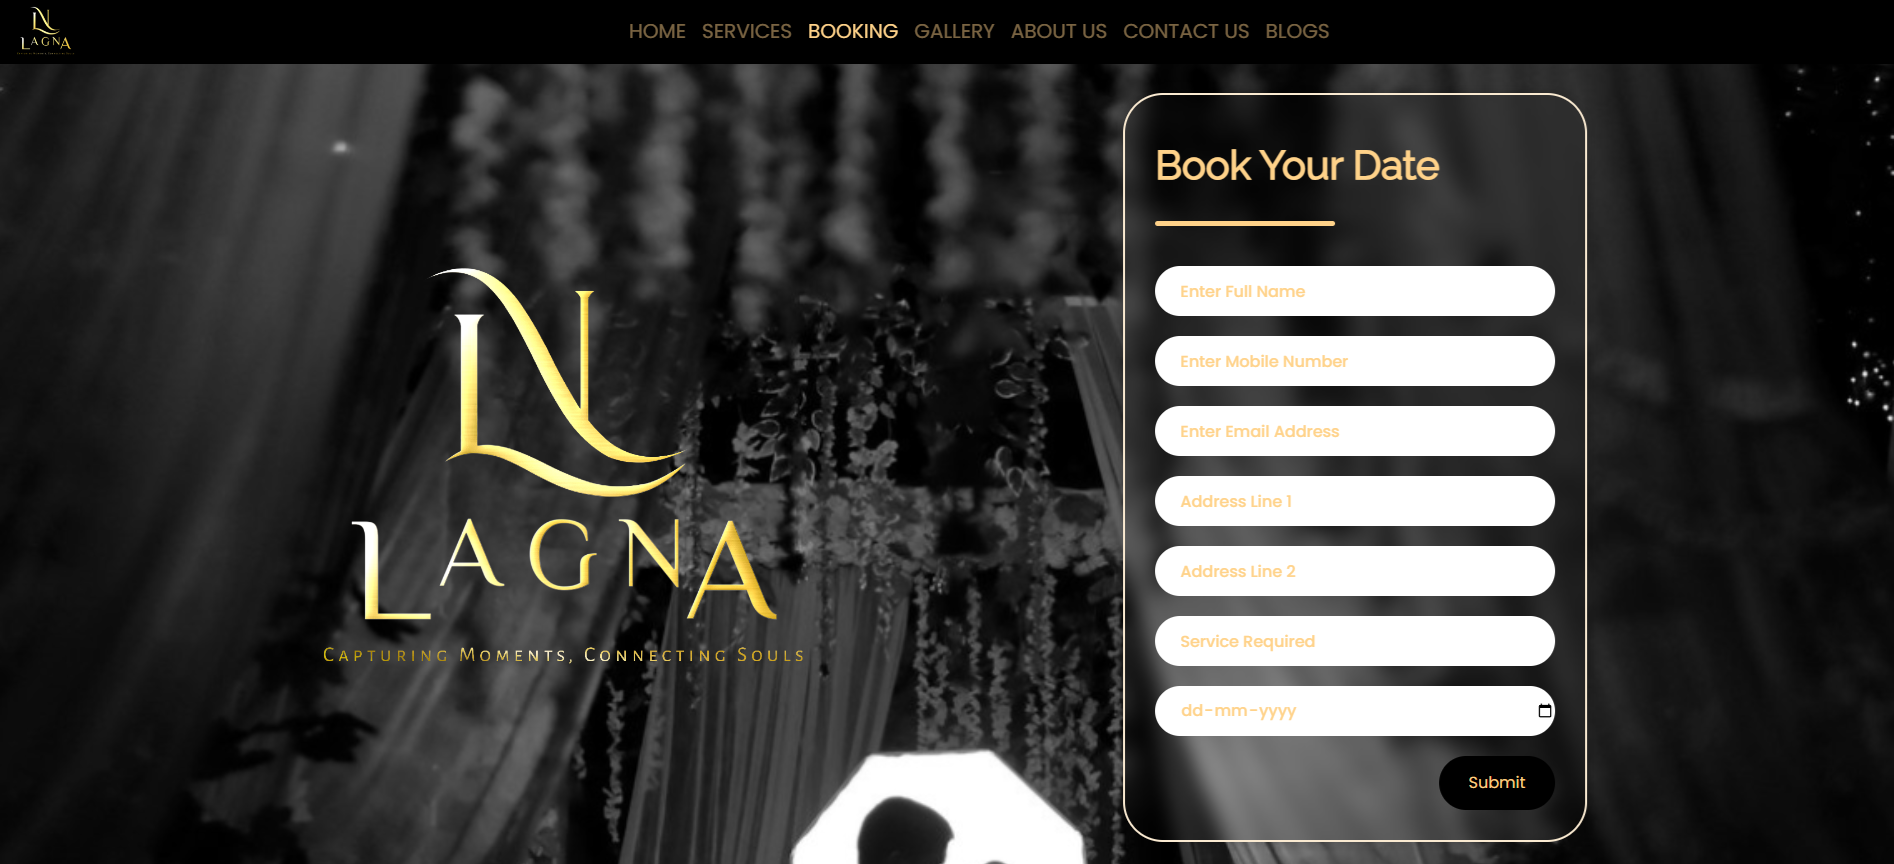 LAGNA
HOME SERVICES BOOKING GALLERY ABOUT US CONTACT US BLOGS
LAGNA
CAPTURING MOMENTS, CONNECTING SOULS
Book Your Date
Enter Full Name
Enter Mobile Number
Enter Email Address
Address Line 1
Address Line 2
Service Required
dd-mm-yyyy
Submit